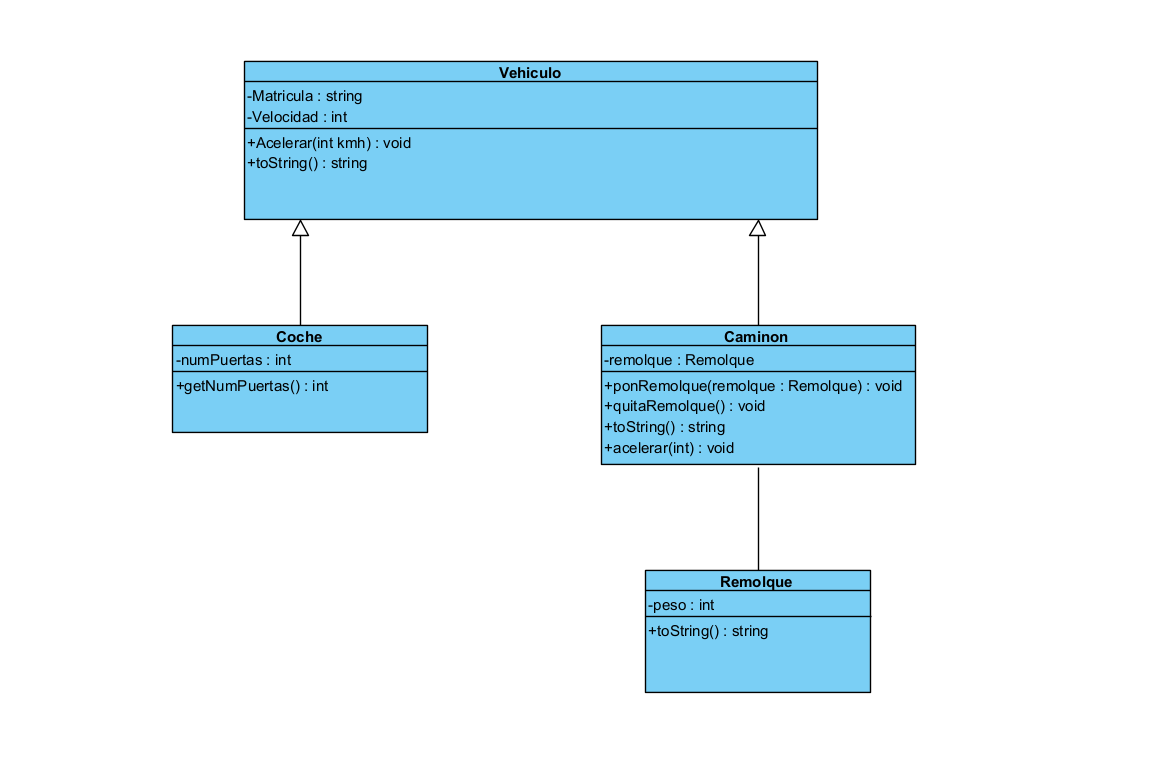 Vehiculo
-Matricula : string
-Velocidad : int
+Acelerar(int kmh) : void
+toString() : string
Coche
-numPuertas : int
+getNumPuertas() : int
Caminon
-remolque : Remolque
+ponRemolque(remolque : Remolque) : void
+quitaRemolque() : void
+toString() : string
+acelerar(int) : void
Remolque
-peso : int
+toString() : string